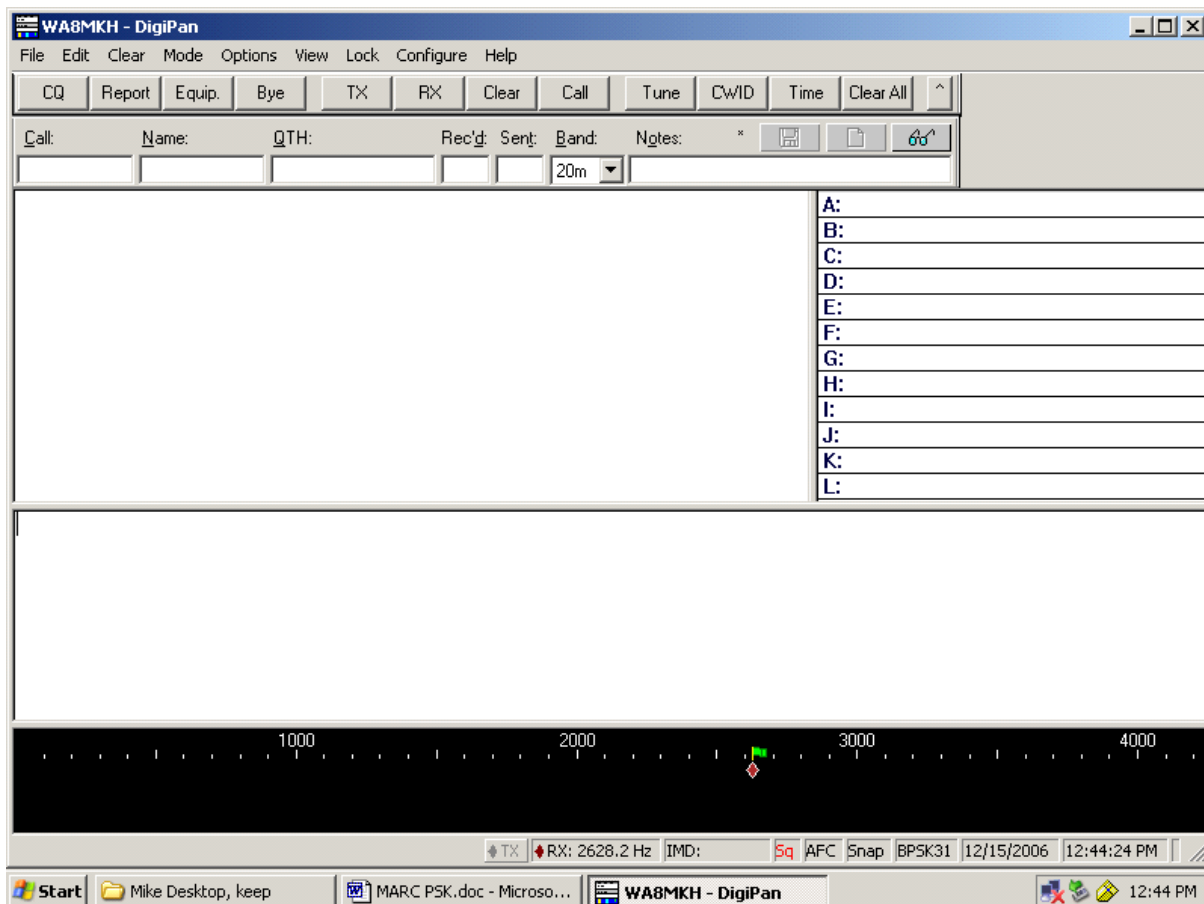 WA8MKH - DigiPan
File Edit Clear Mode Options View Lock Configure Help
CQ Report Equip. Bye TX RX Clear Call Tune CWID Time Clear All ^
Call: Name: QTH: Rec'd: Sent: Band: Notes: *
20m
A:
B:
C:
D:
E:
F:
G:
H:
I:
J:
K:
L:
1000 2000 3000 4000
TX RX: 2628.2 Hz IMD: Sq AFC Snap BPSK31 12/15/2006 12:44:24 PM
Start Mike Desktop, keep MARC PSK.doc - Microso... WA8MKH - DigiPan 12:44 PM